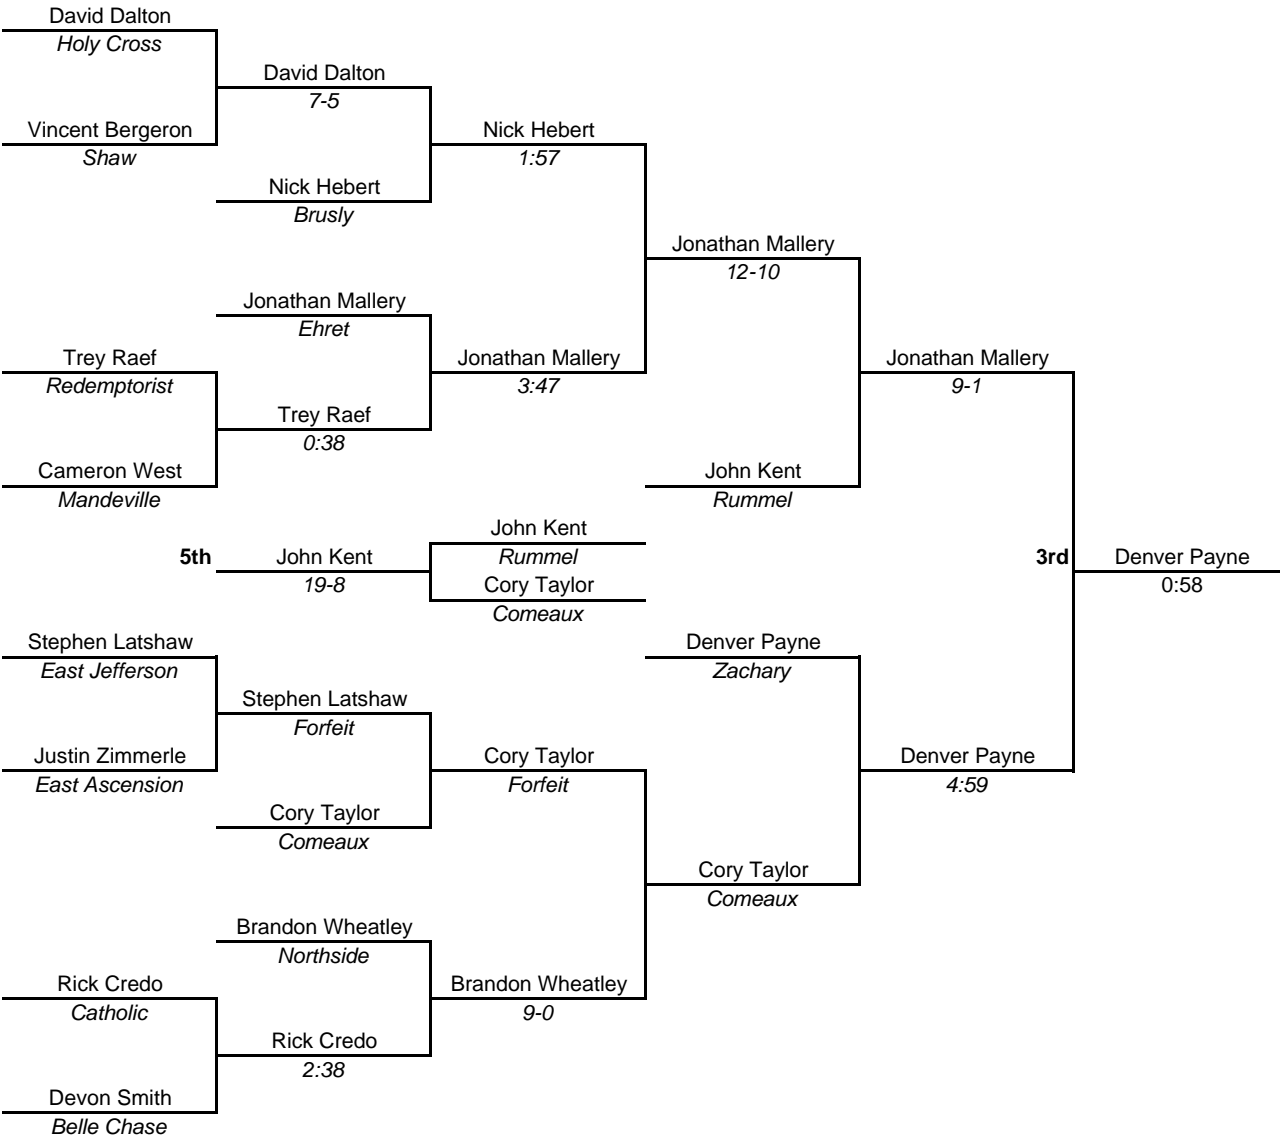 David Dalton
Holy Cross
David Dalton
7-5
Vincent Bergeron
Shaw
Nick Hebert
1:57
Nick Hebert
Brusly
Jonathan Mallery
12-10
Jonathan Mallery
Ehret
Trey Raef
Redemptorist
Jonathan Mallery
3:47
Jonathan Mallery
9-1
Trey Raef
0:38
Cameron West
Mandeville
John Kent
Rummel
John Kent
Rummel
5th
John Kent
19-8
Cory Taylor
Comeaux
3rd
Denver Payne
0:58
Stephen Latshaw
East Jefferson
Denver Payne
Zachary
Stephen Latshaw
Forfeit
Justin Zimmerle
East Ascension
Cory Taylor
Forfeit
Denver Payne
4:59
Cory Taylor
Comeaux
Cory Taylor
Comeaux
Brandon Wheatley
Northside
Rick Credo
Catholic
Brandon Wheatley
9-0
Rick Credo
2:38
Devon Smith
Belle Chase